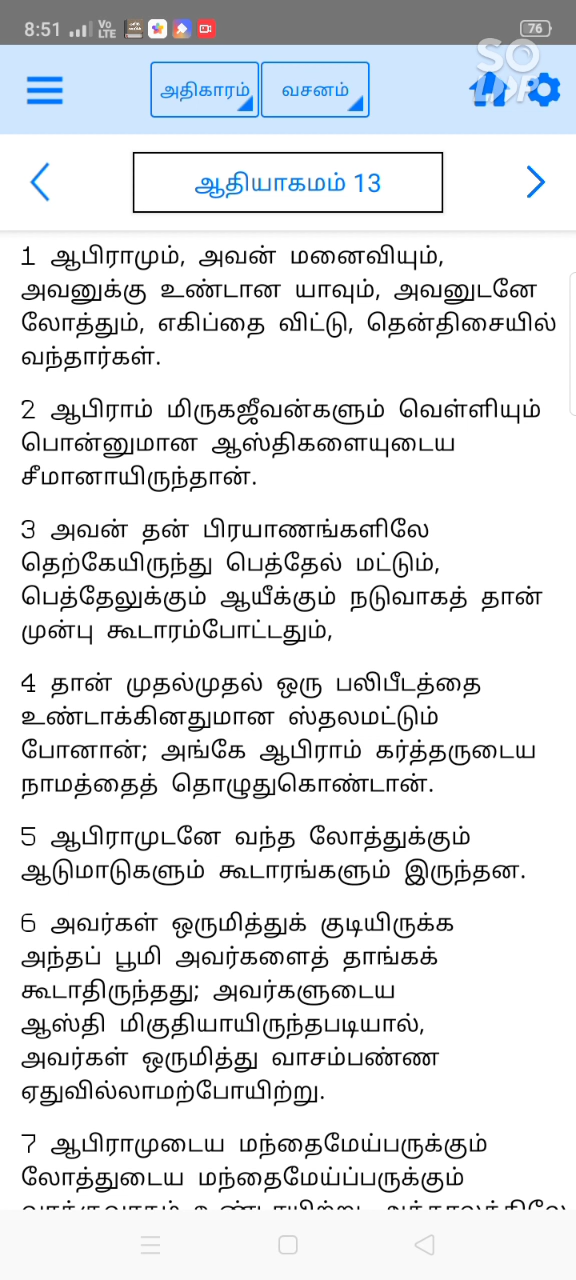 8:51 Vo LTE 76
SO
அதிகாரம் வசனம்
ஆதியாகமம் 13
1 ஆபிராமும், அவன் மனைவியும்,
அவனுக்கு உண்டான யாவும், அவனுடனே
லோத்தும், எகிப்தை விட்டு, தென்திசையில்
வந்தார்கள்.
2 ஆபிராம் மிருகஜீவன்களும் வெள்ளியும்
பொன்னுமான ஆஸ்திகளையுடைய
சீமானாயிருந்தான்.
3 அவன் தன் பிரயாணங்களிலே
தெற்கேயிருந்து பெத்தேல் மட்டும்,
பெத்தேலுக்கும் ஆயீக்கும் நடுவாகத் தான்
முன்பு கூடாரம்போட்டதும்,
4 தான் முதல்முதல் ஒரு பலிபீடத்தை
உண்டாக்கினதுமான ஸ்தலமட்டும்
போனான்; அங்கே ஆபிராம் கர்த்தருடைய
நாமத்தைத் தொழுதுகொண்டான்.
5 ஆபிராமுடனே வந்த லோத்துக்கும்
ஆடுமாடுகளும் கூடாரங்களும் இருந்தன.
6 அவர்கள் ஒருமித்துக் குடியிருக்க
அந்தப் பூமி அவர்களைத் தாங்கக்
கூடாதிருந்தது; அவர்களுடைய
ஆஸ்தி மிகுதியாயிருந்தபடியால்,
அவர்கள் ஒருமித்து வாசம்பண்ண
ஏதுவில்லாமற்போயிற்று.
7 ஆபிராமுடைய மந்தைமேய்பருக்கும்
லோத்துடைய மந்தைமேய்ப்பருக்கும்